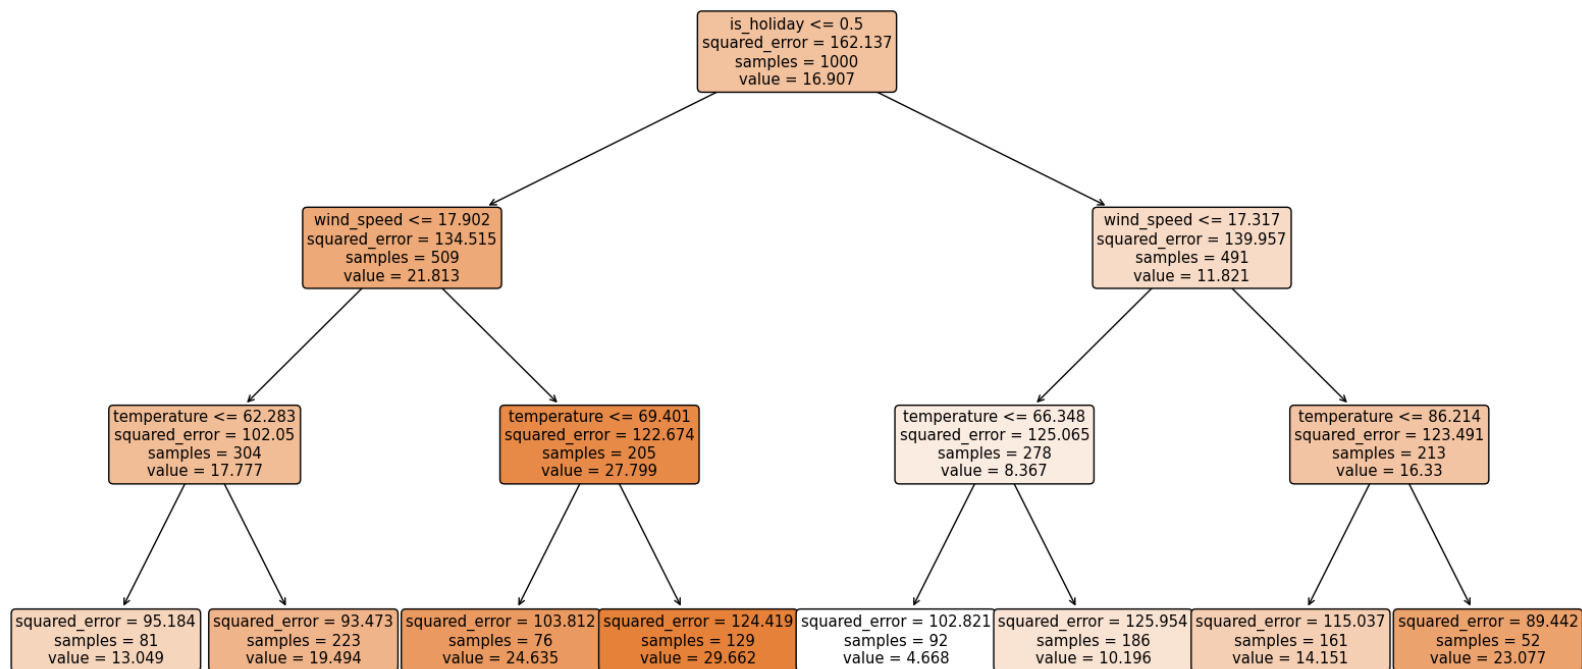 is_holiday <= 0.5
squared_error = 162.137
samples = 1000
value = 16.907
wind_speed <= 17.902
squared_error = 134.515
samples = 509
value = 21.813
wind_speed <= 17.317
squared_error = 139.957
samples = 491
value = 11.821
temperature <= 62.283
squared_error = 102.05
samples = 304
value = 17.777
temperature <= 69.401
squared_error = 122.674
samples = 205
value = 27.799
temperature <= 66.348
squared_error = 125.065
samples = 278
value = 8.367
temperature <= 86.214
squared_error = 123.491
samples = 213
value = 16.33
squared_error = 95.184
samples = 81
value = 13.049
squared_error = 93.473
samples = 223
value = 19.494
squared_error = 103.812
samples = 76
value = 24.635
squared_error = 124.419
samples = 129
value = 29.662
squared_error = 102.821
samples = 92
value = 4.668
squared_error = 125.954
samples = 186
value = 10.196
squared_error = 115.037
samples = 161
value = 14.151
squared_error = 89.442
samples = 52
value = 23.077